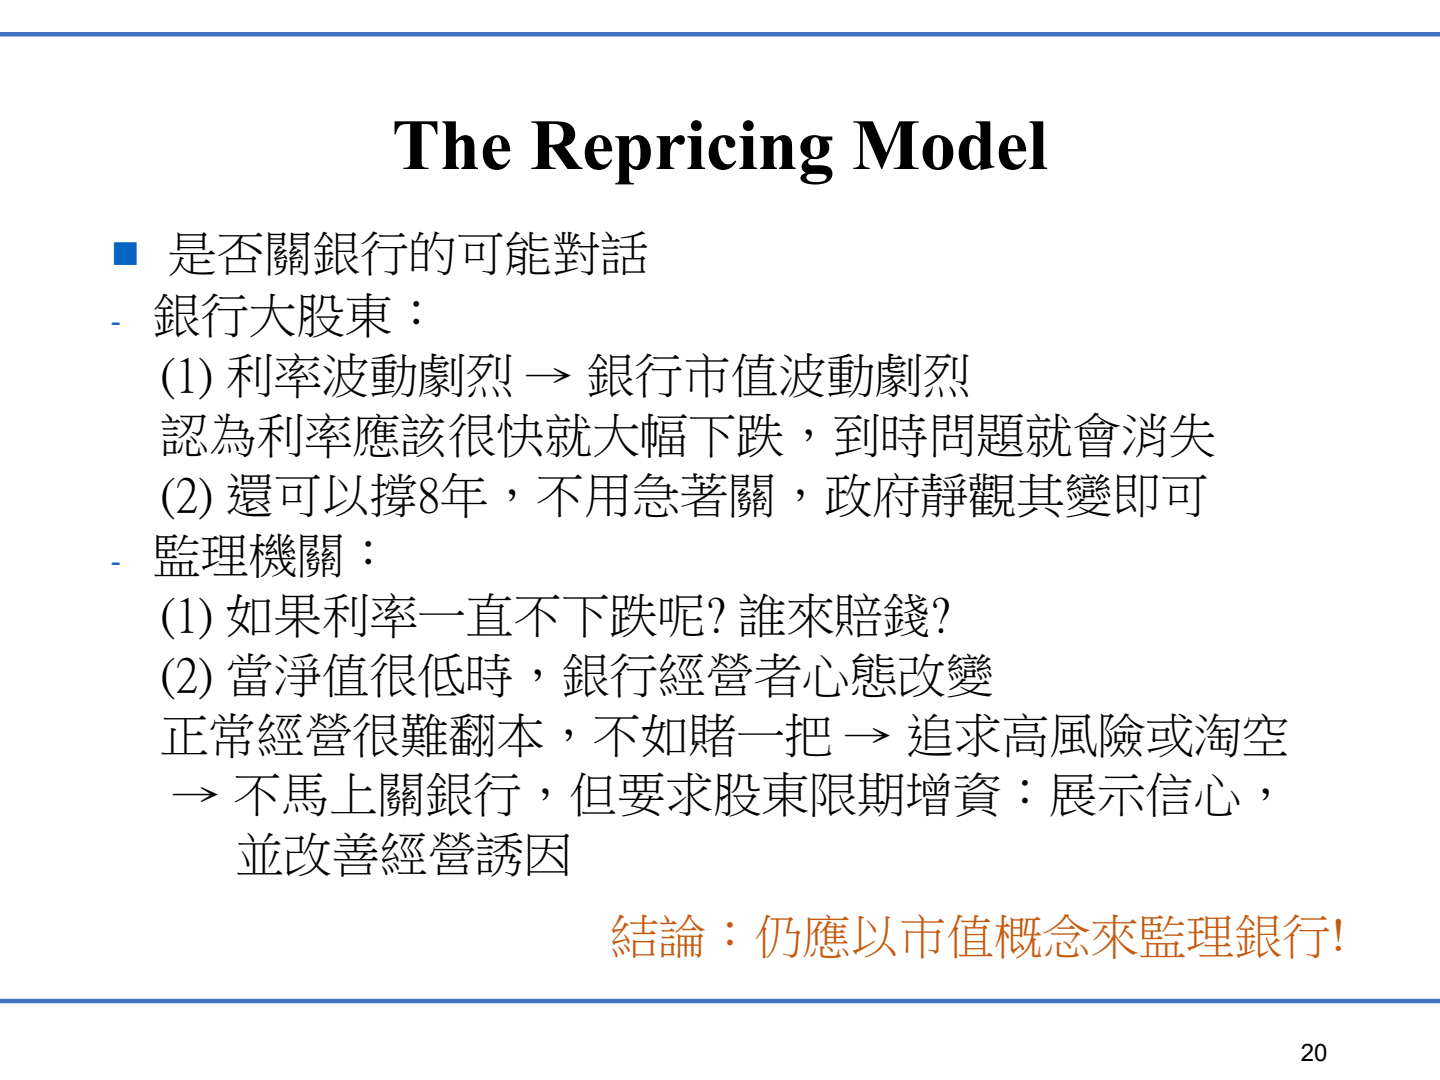 The Repricing Model
■ 是否關銀行的可能對話
- 銀行大股東：
(1) 利率波動劇烈 → 銀行市值波動劇烈
認為利率應該很快就大幅下跌，到時問題就會消失
(2) 還可以撐8年，不用急著關，政府靜觀其變即可
- 監理機關：
(1) 如果利率一直不下跌呢? 誰來賠錢?
(2) 當淨值很低時，銀行經營者心態改變
正常經營很難翻本，不如賭一把 → 追求高風險或淘空
→ 不馬上關銀行，但要求股東限期增資：展示信心，
並改善經營誘因
結論：仍應以市值概念來監理銀行!
20